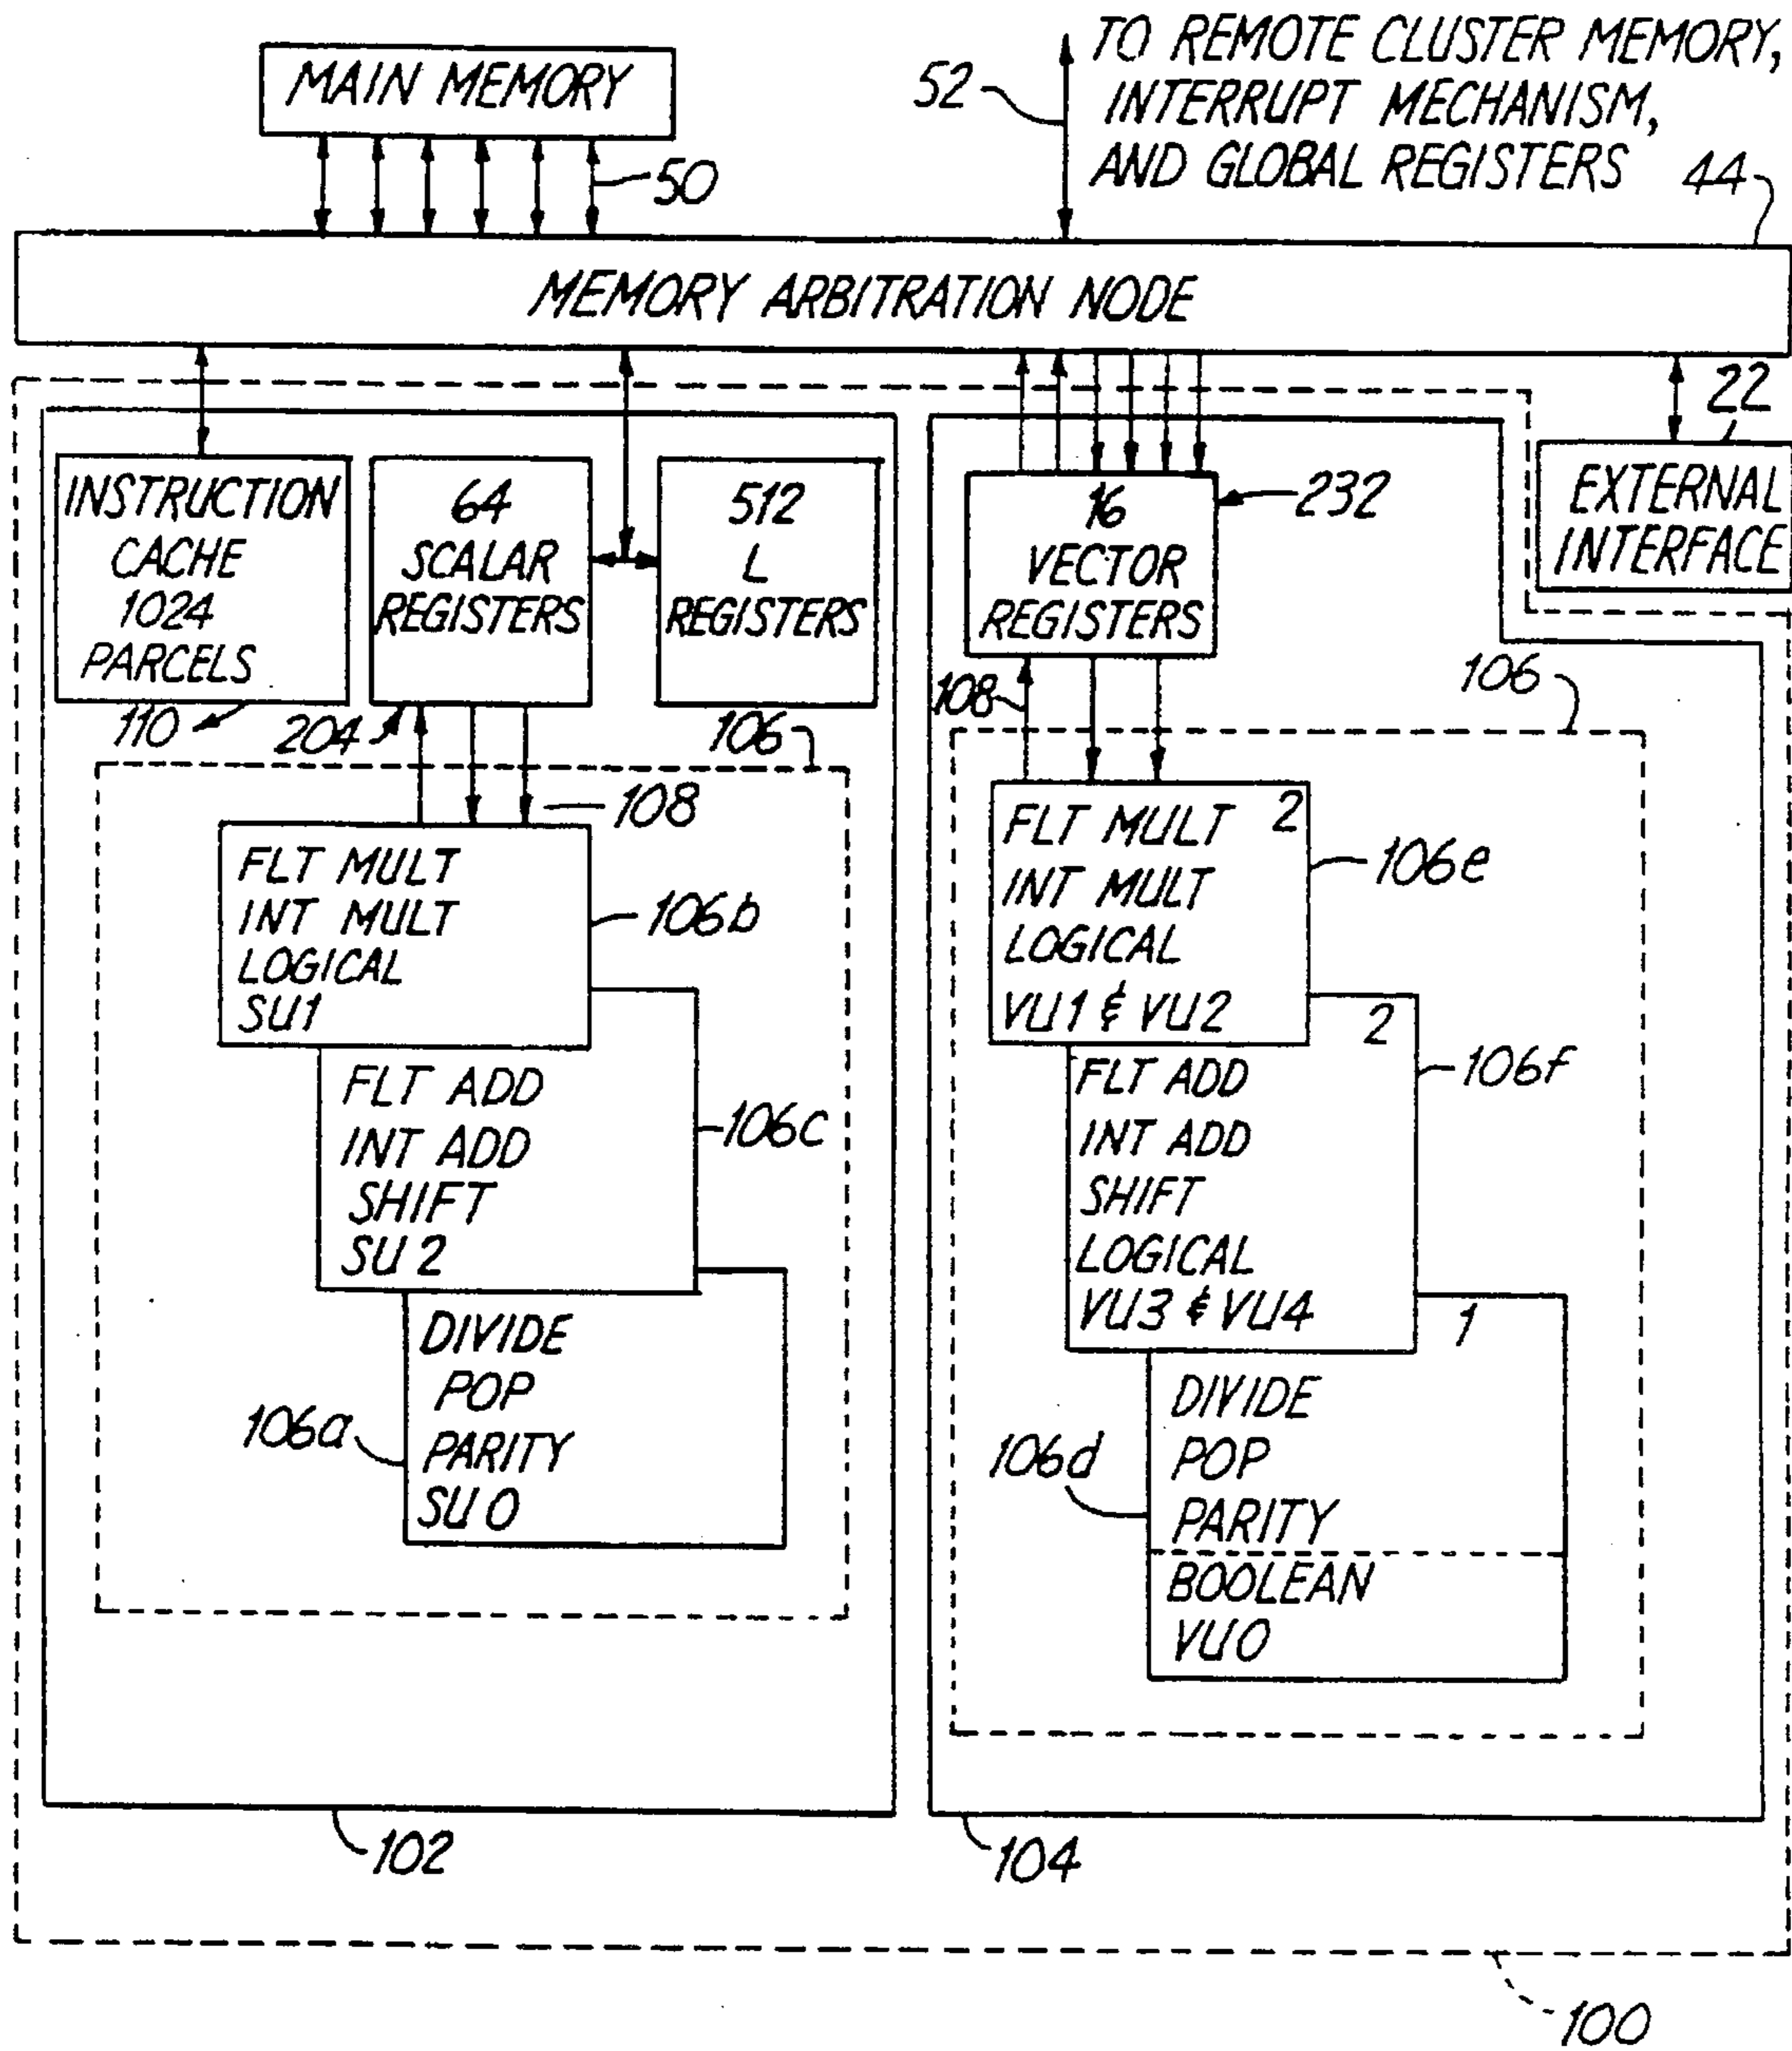 MAIN MEMORY
50
52
TO REMOTE CLUSTER MEMORY,
INTERRUPT MECHANISM,
AND GLOBAL REGISTERS
44
MEMORY ARBITRATION NODE
22
EXTERNAL
INTERFACE
INSTRUCTION
CACHE
1024
PARCELS
110
64
SCALAR
REGISTERS
204
512
L
REGISTERS
16
VECTOR
REGISTERS
232
106
108
FLT MULT
INT MULT
LOGICAL
SU1
106b
FLT ADD
INT ADD
SHIFT
SU2
106c
DIVIDE
POP
PARITY
SU0
106a
108
106
FLT MULT 2
INT MULT
LOGICAL
VU1 & VU2
106e
2
FLT ADD
INT ADD
SHIFT
LOGICAL
VU3 & VU4
106f
1
DIVIDE
POP
PARITY
BOOLEAN
VU0
106d
102
104
100